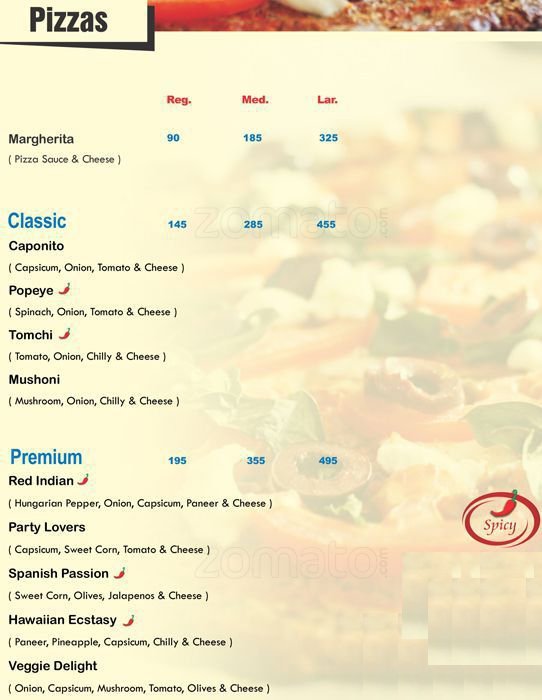 Pizzas
Reg. Med. Lar.
Margherita 90 185 325
( Pizza Sauce & Cheese )
Classic 145 285 455
zomato.com
Caponito
( Capsicum, Onion, Tomato & Cheese )
Popeye
( Spinach, Onion, Tomato & Cheese )
Tomchi
( Tomato, Onion, Chilly & Cheese )
Mushoni
( Mushroom, Onion, Chilly & Cheese )
Premium 195 355 495
Red Indian
( Hungarian Pepper, Onion, Capsicum, Paneer & Cheese )
Spicy
Party Lovers
( Capsicum, Sweet Corn, Tomato & Cheese )
zomato.com
Spanish Passion
( Sweet Corn, Olives, Jalapenos & Cheese )
Hawaiian Ecstasy
( Paneer, Pineapple, Capsicum, Chilly & Cheese )
Veggie Delight
( Onion, Capsicum, Mushroom, Tomato, Olives & Cheese )